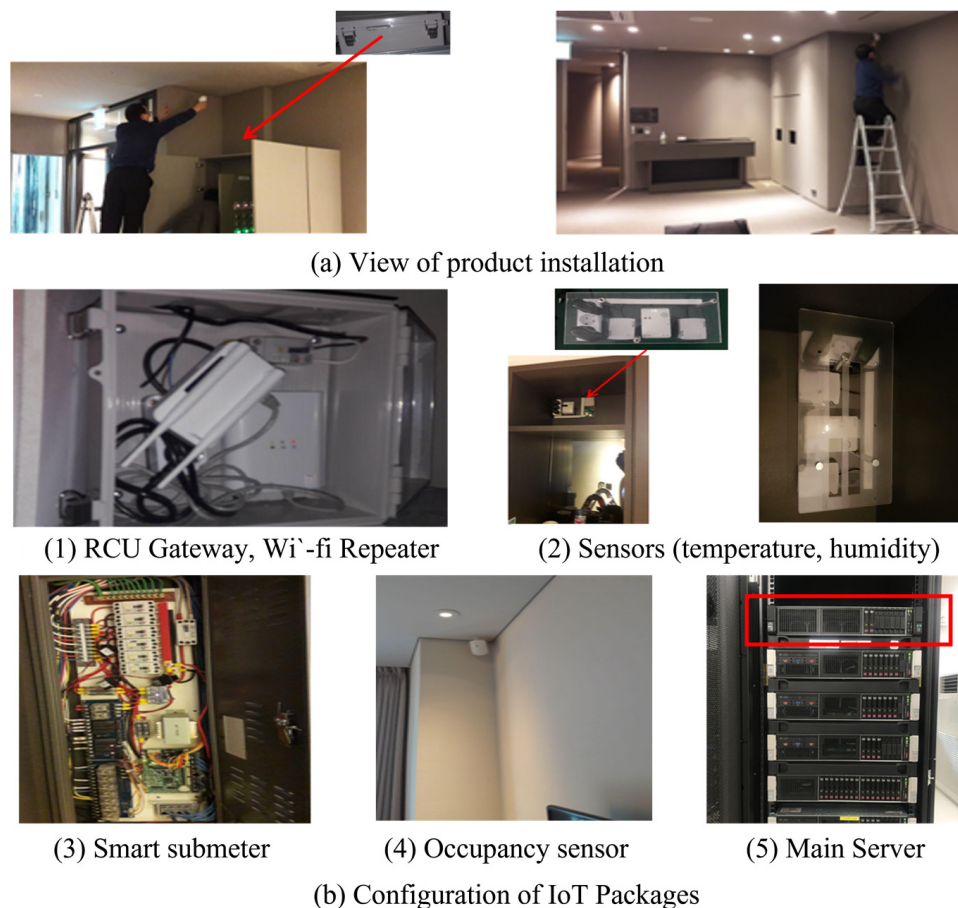 (a) View of product installation
(1) RCU Gateway, Wi`-fi Repeater
(2) Sensors (temperature, humidity)
(3) Smart submeter
(4) Occupancy sensor
(5) Main Server
(b) Configuration of IoT Packages